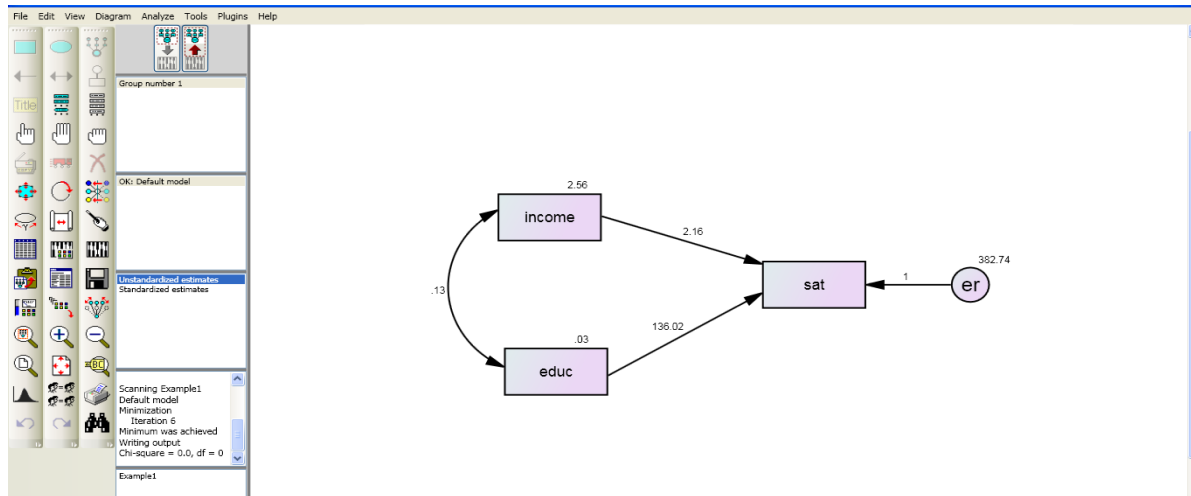 File Edit View Diagram Analyze Tools Plugins Help
Title
Group number 1
OK: Default model
Unstandardized estimates
Standardized estimates
Scanning Example1
Default model
Minimization
Iteration 6
Minimum was achieved
Writing output
Chi-square = 0.0, df = 0
Example1
2.56
income
2.16
382.74
.13
sat
1
er
136.02
.03
educ